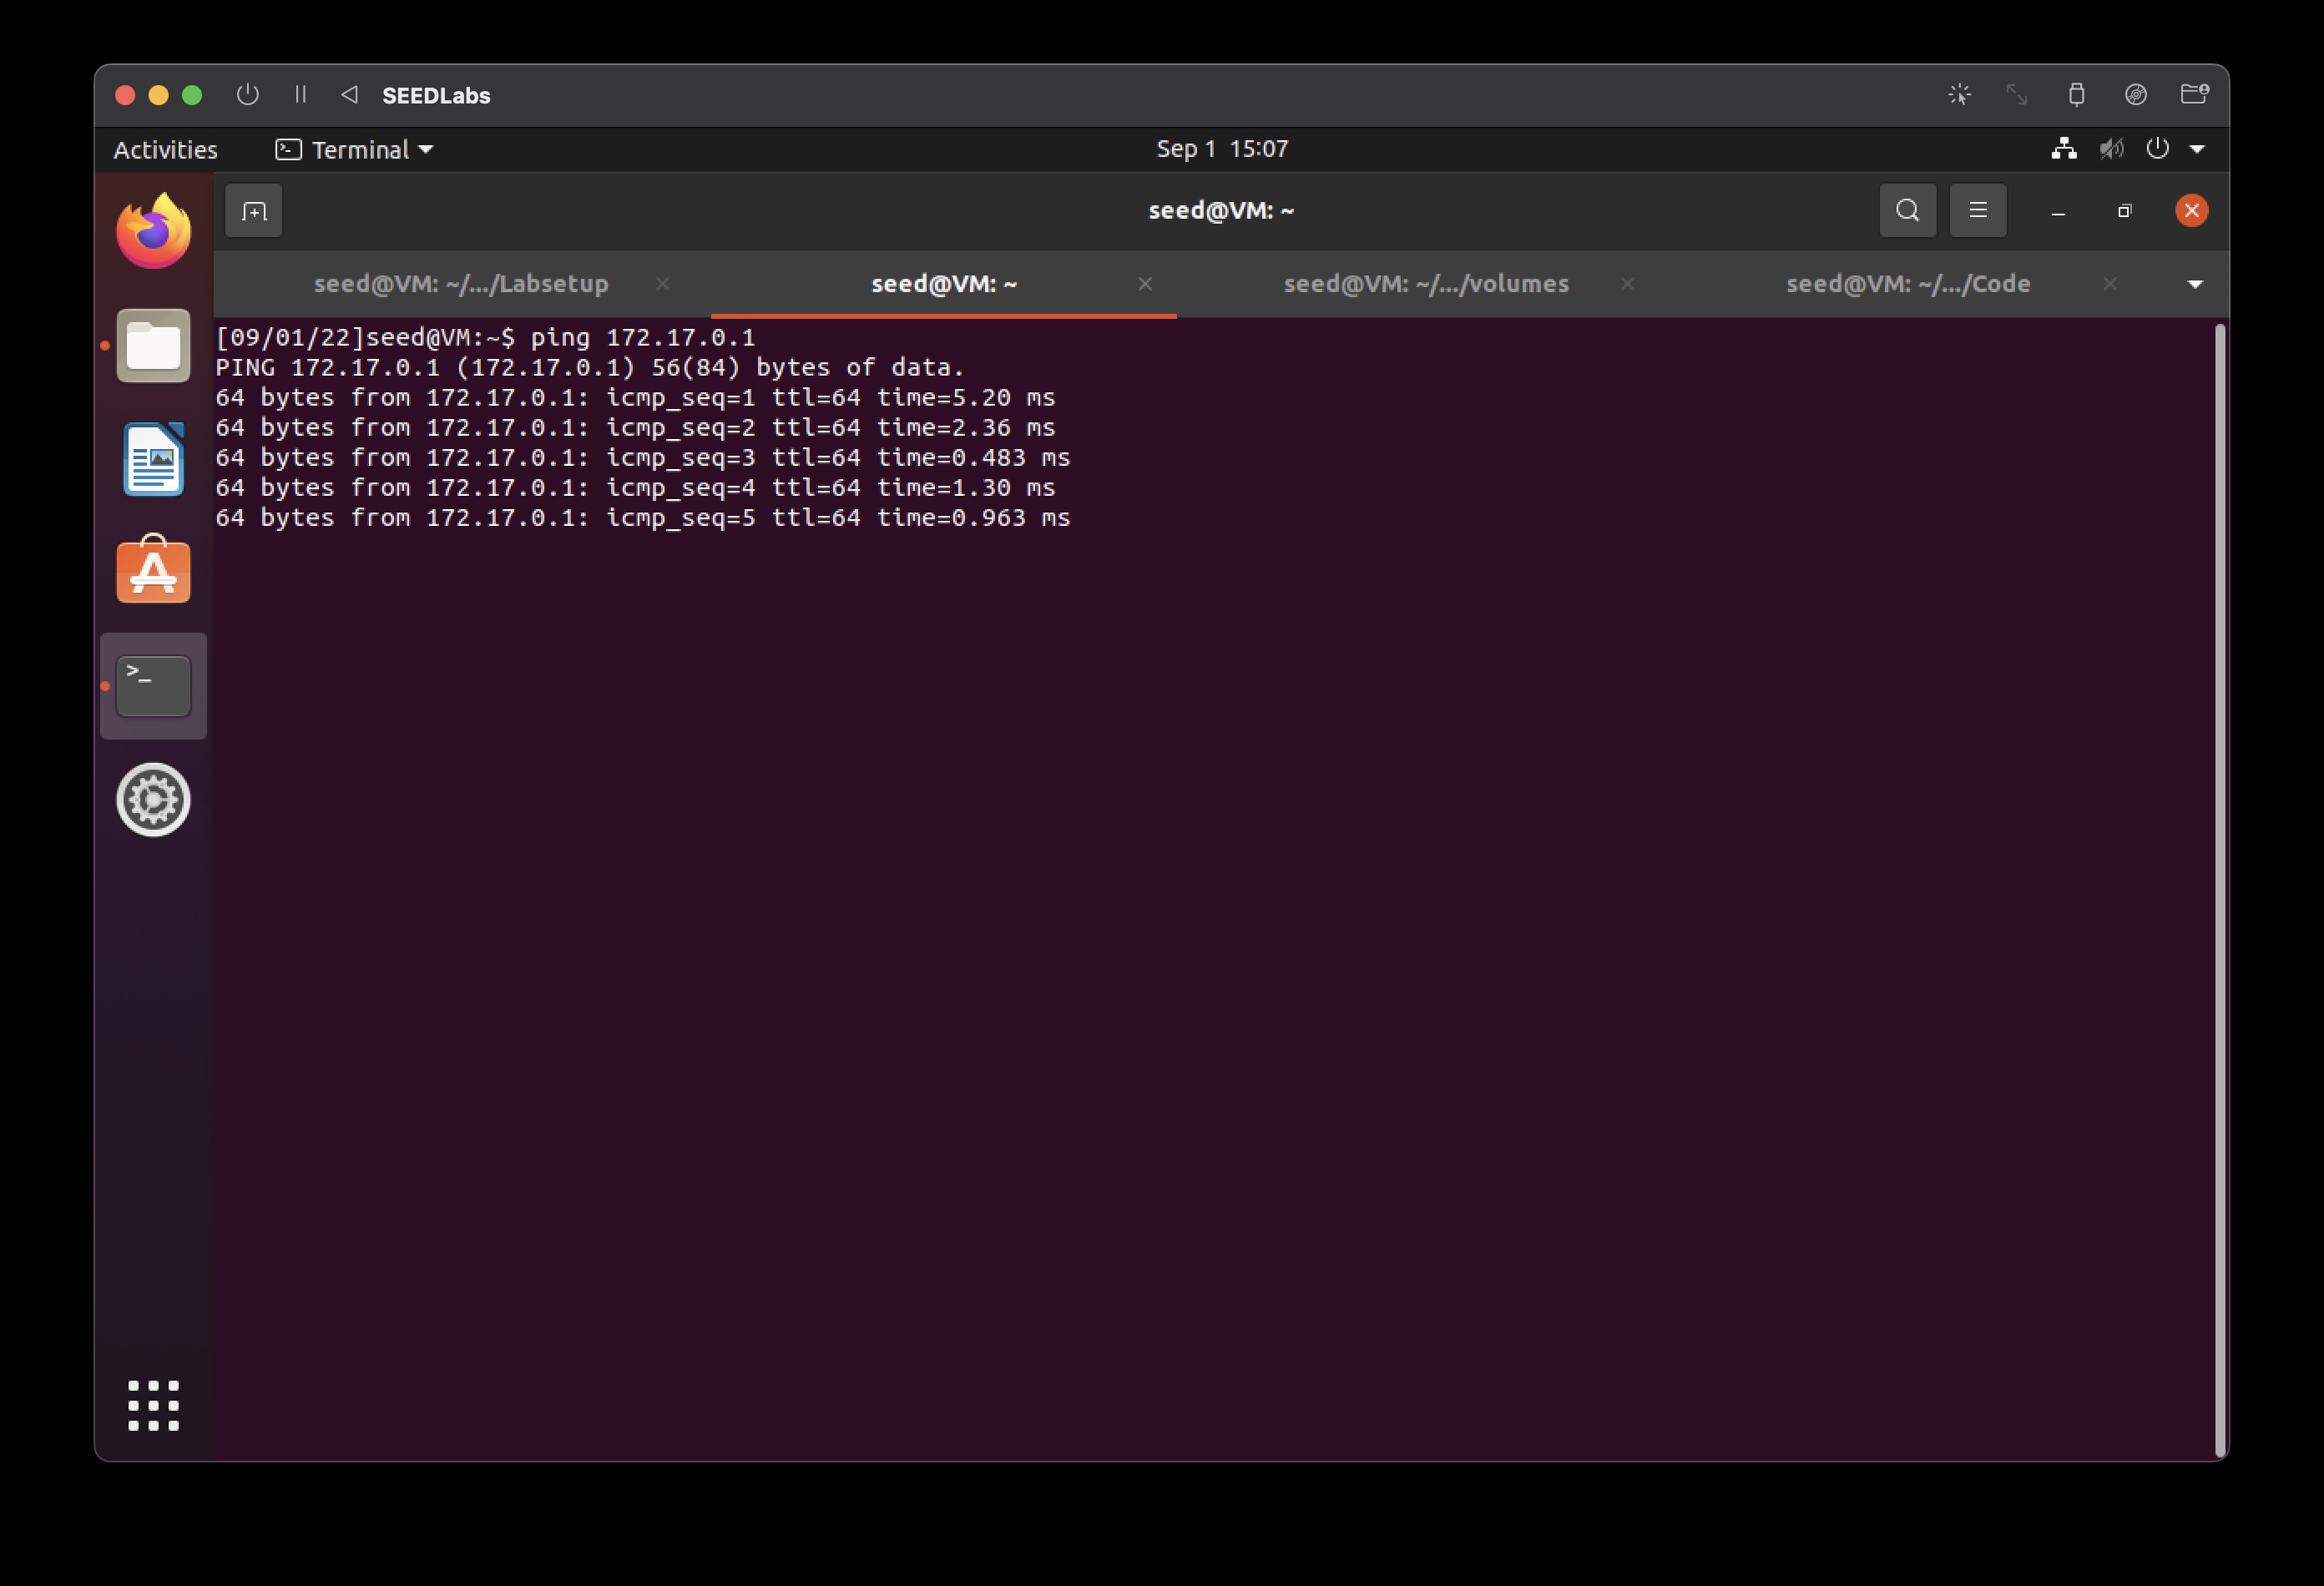 SEEDLabs
Activities Terminal Sep 1 15:07
seed@VM: ~
seed@VM: ~/.../Labsetup seed@VM: ~ seed@VM: ~/.../volumes seed@VM: ~/.../Code
[09/01/22]seed@VM:~$ ping 172.17.0.1
PING 172.17.0.1 (172.17.0.1) 56(84) bytes of data.
64 bytes from 172.17.0.1: icmp_seq=1 ttl=64 time=5.20 ms
64 bytes from 172.17.0.1: icmp_seq=2 ttl=64 time=2.36 ms
64 bytes from 172.17.0.1: icmp_seq=3 ttl=64 time=0.483 ms
64 bytes from 172.17.0.1: icmp_seq=4 ttl=64 time=1.30 ms
64 bytes from 172.17.0.1: icmp_seq=5 ttl=64 time=0.963 ms